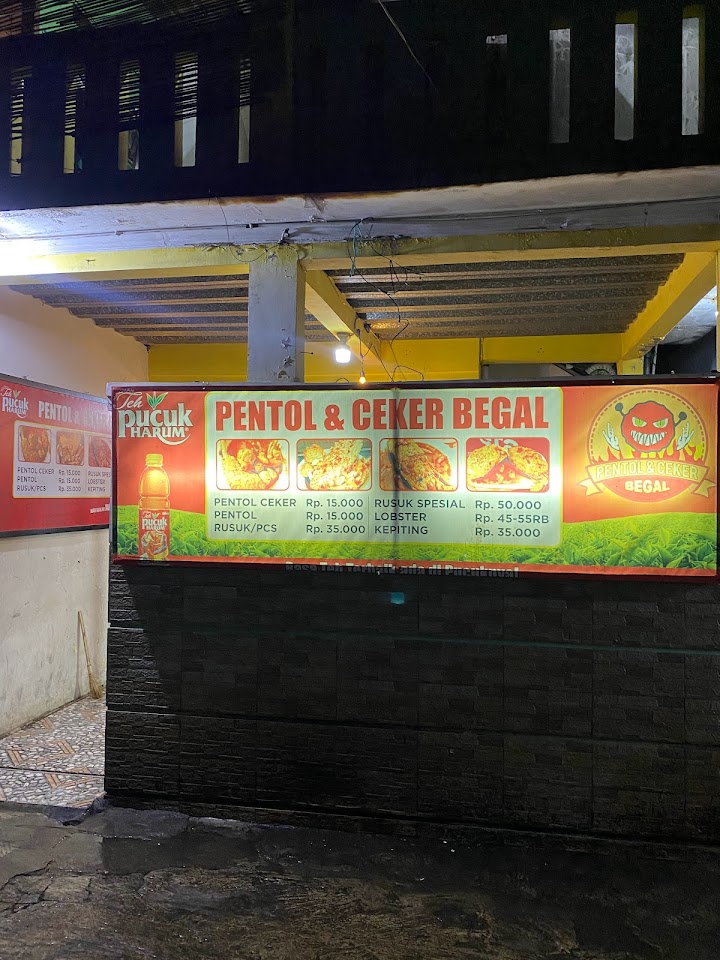 Teh
pucuk
HARUM
PENTOL & CEKER BEGAL
PENTOL CEKER Rp. 15.000
PENTOL Rp. 15.000
RUSUK/PCS Rp. 35.000
RUSUK SPESIAL Rp. 50.000
LOBSTER Rp. 45-55RB
KEPITING Rp. 35.000
PENTOL & CEKER
BEGAL
pucuk
HARUM
Teh
pucuk
HARUM
PENTOL &
PENTOL CEKER Rp. 15.000
PENTOL Rp. 15.000
RUSUK/PCS Rp. 35.000
RUSUK SPES
LOBSTER
KEPITING